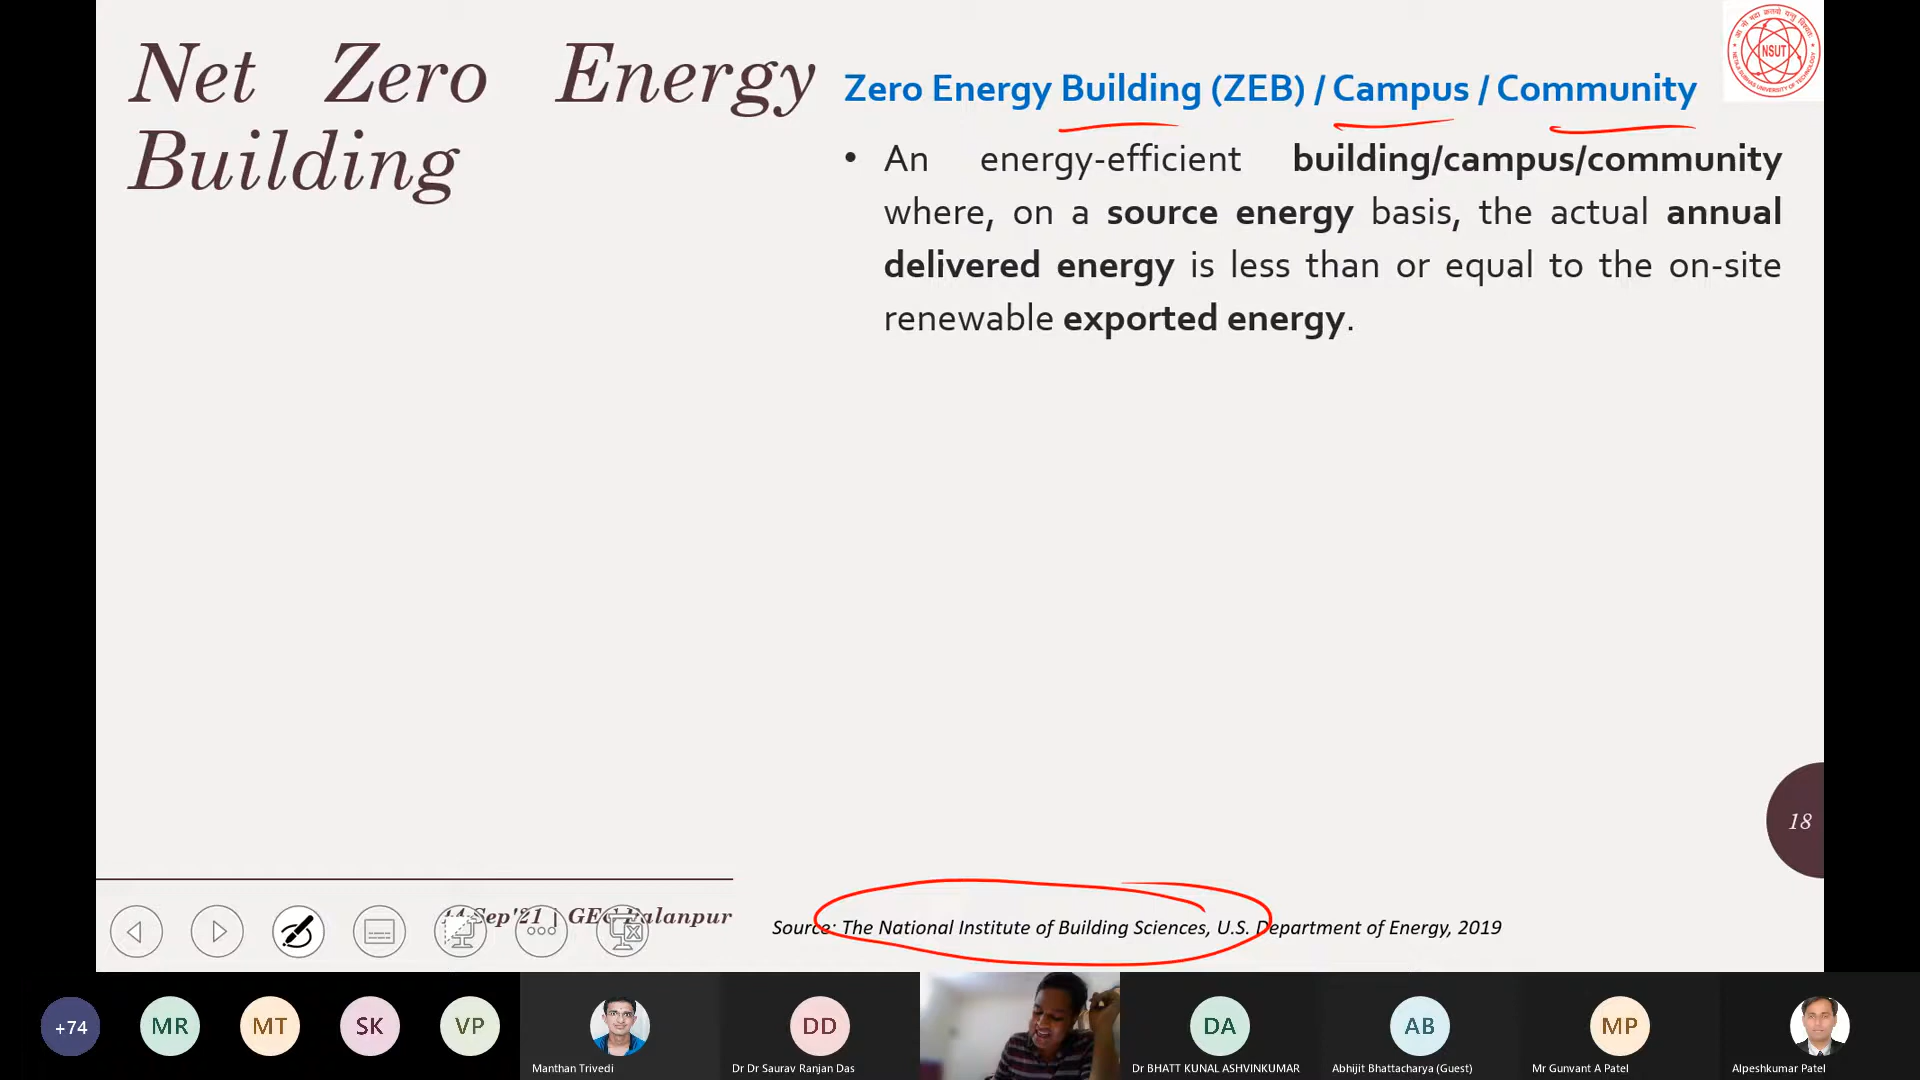 Net Zero Energy
Building
Zero Energy Building (ZEB) / Campus / Community
• An energy-efficient building/campus/community
where, on a source energy basis, the actual annual
delivered energy is less than or equal to the on-site
renewable exported energy.
NSUT
18
Sep'21 | GEC Palanpur
Source: The National Institute of Building Sciences, U.S. Department of Energy, 2019
+74
MR
MT
SK
VP
Manthan Trivedi
DD
Dr Dr Saurav Ranjan Das
DA
Dr BHATT KUNAL ASHVINKUMAR
AB
Abhijit Bhattacharya (Guest)
MP
Mr Gunvant A Patel
Alpeshkumar Patel